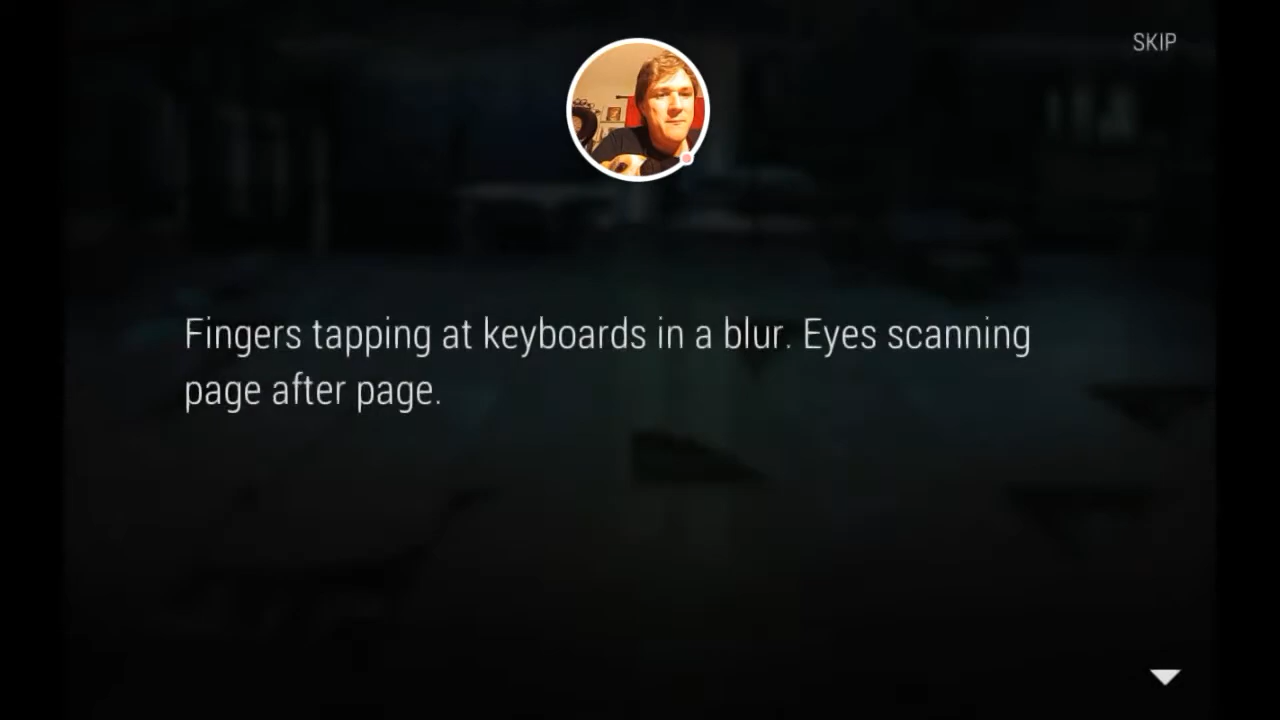 SKIP
Fingers tapping at keyboards in a blur. Eyes scanning
page after page.